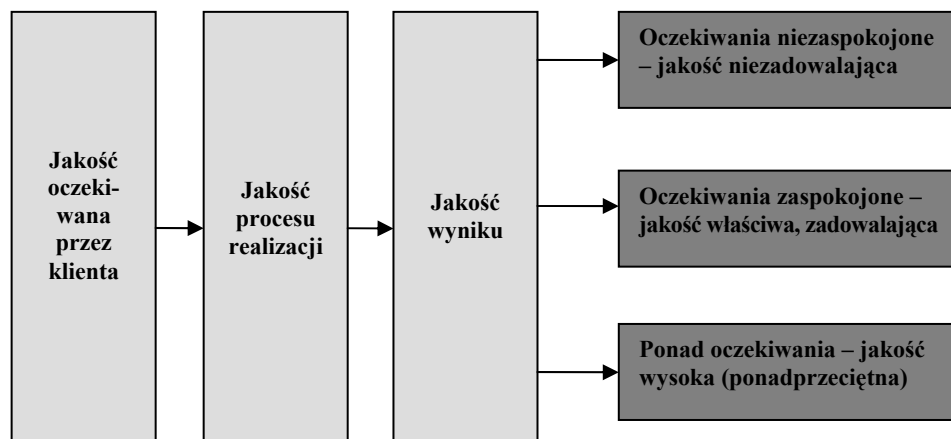 Jakość
oczeki-
wana
przez
klienta
Jakość
procesu
realizacji
Jakość
wyniku
Oczekiwania niezaspokojone
– jakość niezadowalająca
Oczekiwania zaspokojone –
jakość właściwa, zadowalająca
Ponad oczekiwania – jakość
wysoka (ponadprzeciętna)